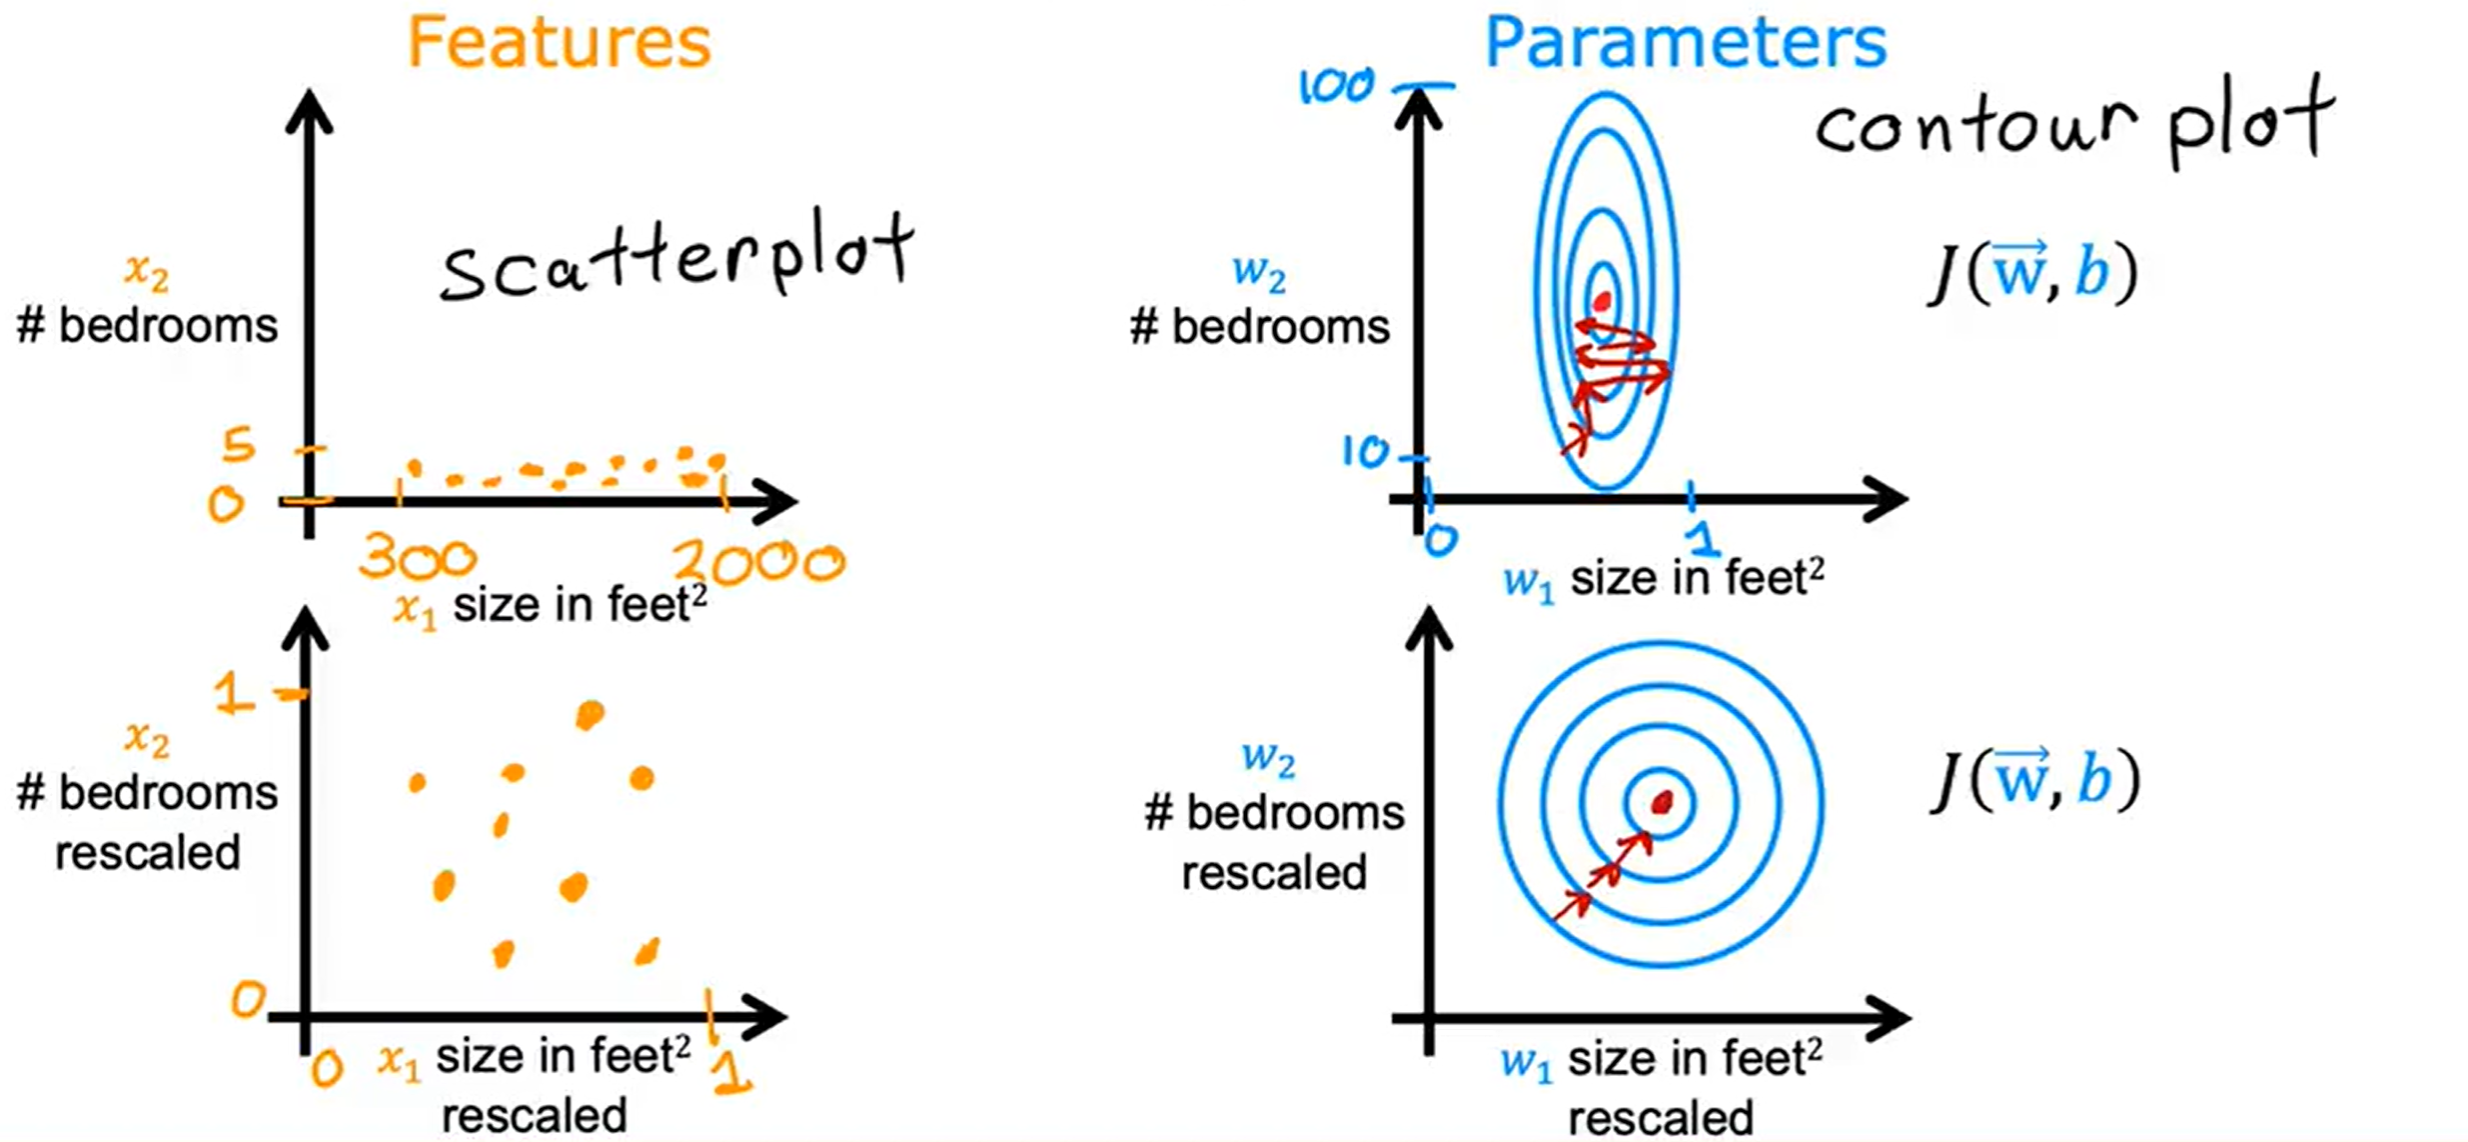 Features
scatterplot
x₂
# bedrooms
5
0
300
2000
x₁ size in feet²
1
x₂
# bedrooms
rescaled
0
0
x₁ size in feet²
1
rescaled
Parameters
100
contour plot
w₂
# bedrooms
J(w⃗, b)
10
0
1
w₁ size in feet²
w₂
# bedrooms
rescaled
J(w⃗, b)
w₁ size in feet²
rescaled